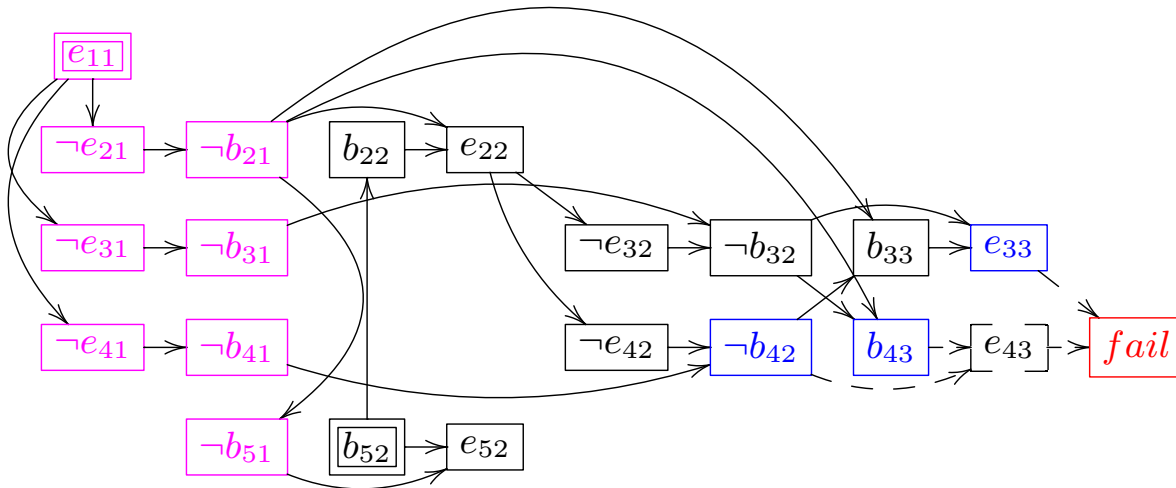 e₁₁
¬e₂₁ ¬b₂₁ b₂₂ e₂₂
¬e₃₁ ¬b₃₁ ¬e₃₂ ¬b₃₂ b₃₃ e₃₃
¬e₄₁ ¬b₄₁ ¬e₄₂ ¬b₄₂ b₄₃ e₄₃ fail
¬b₅₁ b₅₂ e₅₂